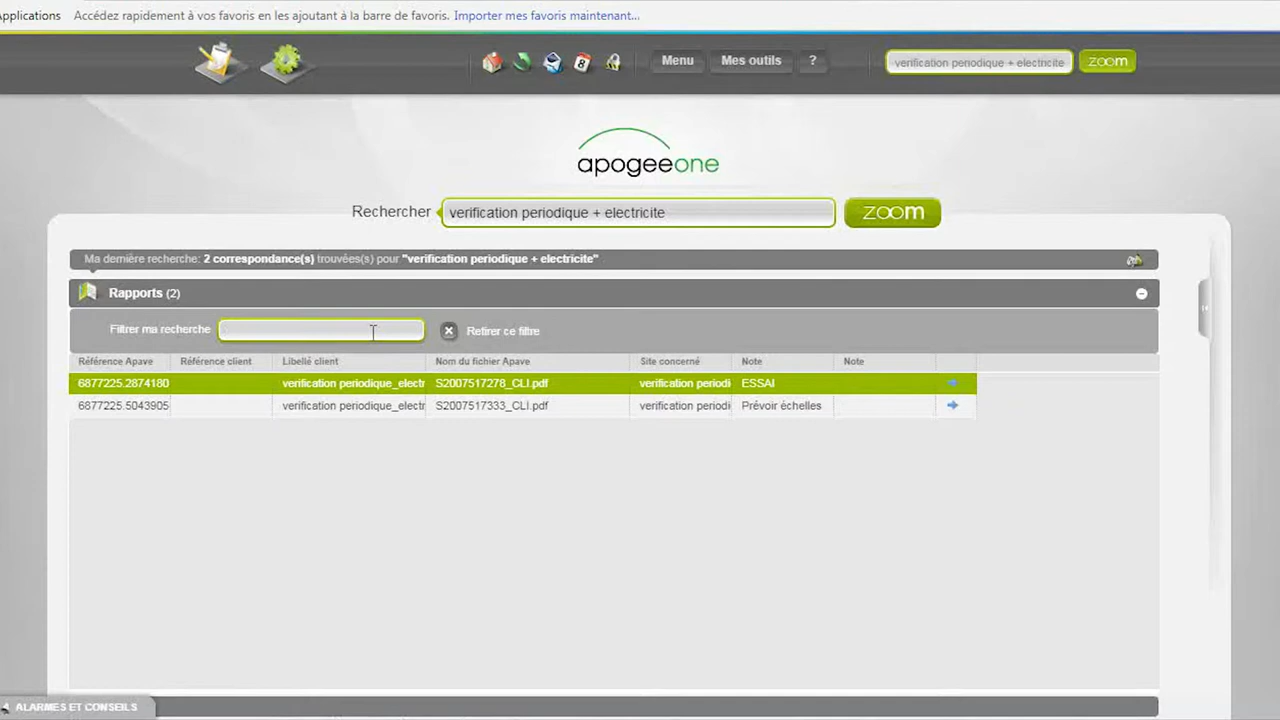 Applications Accédez rapidement à vos favoris en les ajoutant à la barre de favoris. Importer mes favoris maintenant...
8 Menu Mes outils ? verification periodique + electricite zoom
apogeeone
Rechercher verification periodique + electricite zoom
Ma dernière recherche: 2 correspondance(s) trouvées(s) pour "verification periodique + electricite"
Rapports (2)
Filtrer ma recherche Retirer ce filtre
Référence Apave Référence client Libellé client Nom du fichier Apave Site concerné Note Note
6877225.2874180 verification periodique_electr S2007517278_CLI.pdf verification periodi ESSAI
6877225.5043905 verification periodique_electr S2007517333_CLI.pdf verification periodi Prévoir échelles
ALARMES ET CONSEILS